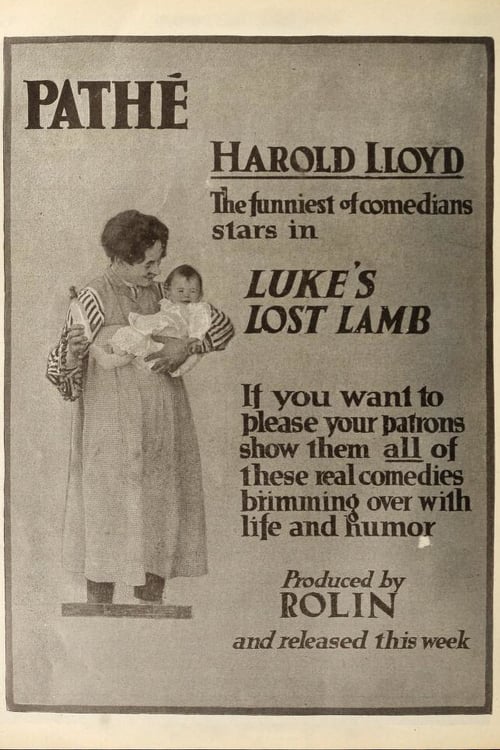 PATHÉ
HAROLD LLOYD
The funniest of comedians
stars in
LUKE'S
LOST LAMB
If you want to
please your patrons
show them all of
these real comedies
brimming over with
life and humor
Produced by
ROLIN
and released this week